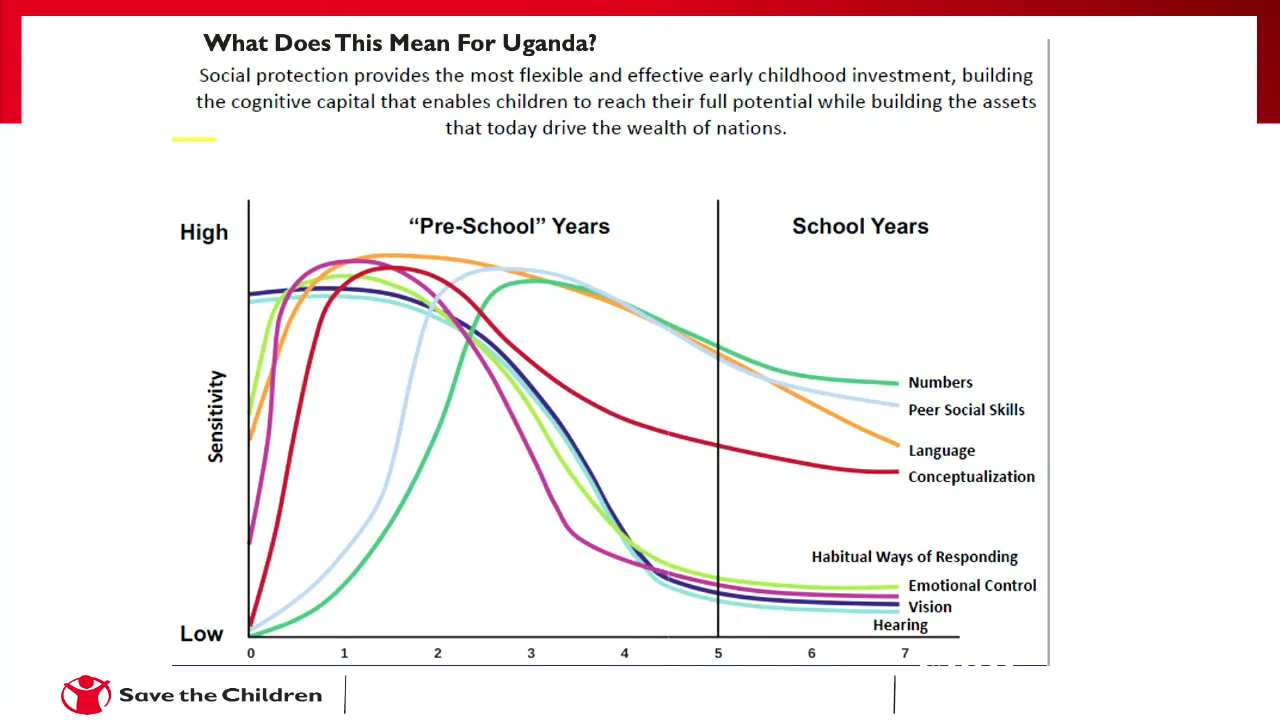 What Does This Mean For Uganda?
Social protection provides the most flexible and effective early childhood investment, building
the cognitive capital that enables children to reach their full potential while building the assets
that today drive the wealth of nations.
High
"Pre-School" Years
School Years
Sensitivity
Numbers
Peer Social Skills
Language
Conceptualization
Habitual Ways of Responding
Emotional Control
Vision
Hearing
Low
0 1 2 3 4 5 6 7
Save the Children